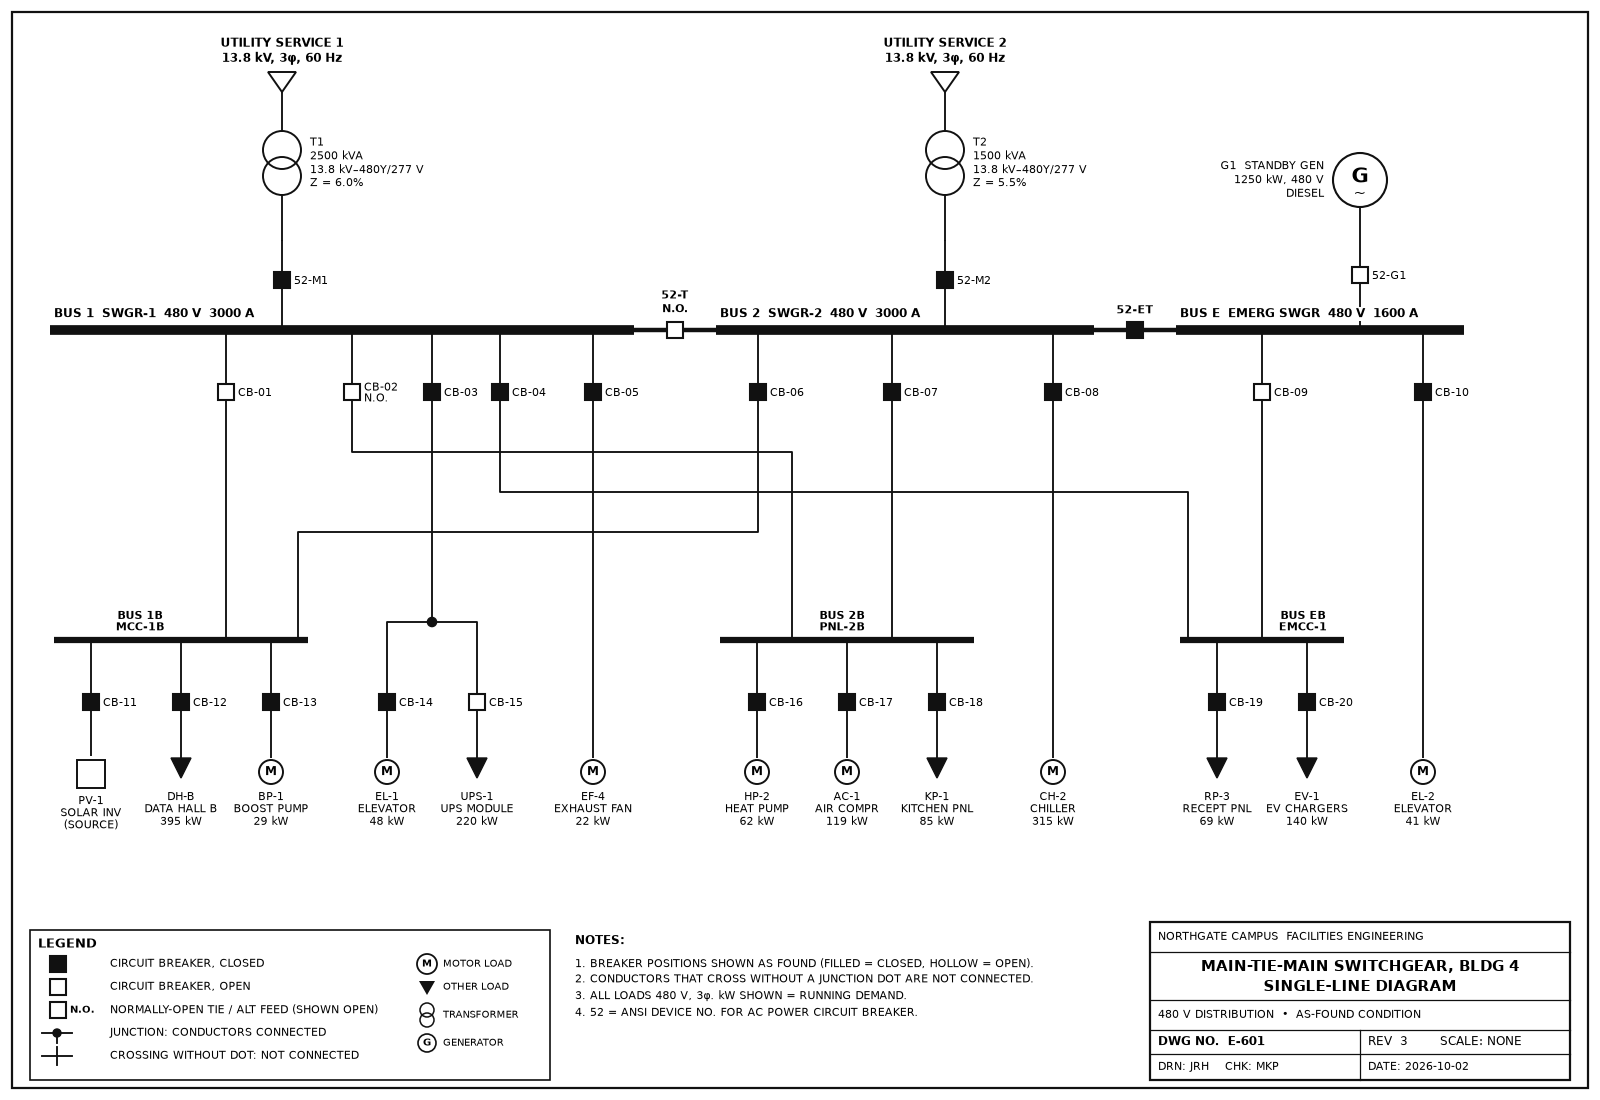 UTILITY SERVICE 1
13.8 kV, 3φ, 60 Hz
UTILITY SERVICE 2
13.8 kV, 3φ, 60 Hz
T1
2500 kVA
13.8 kV–480Y/277 V
Z = 6.0%
T2
1500 kVA
13.8 kV–480Y/277 V
Z = 5.5%
G1 STANDBY GEN
1250 kW, 480 V
DIESEL
G
~
52-M1
52-M2
52-G1
BUS 1 SWGR-1 480 V 3000 A
52-T
N.O.
BUS 2 SWGR-2 480 V 3000 A
52-ET
BUS E EMERG SWGR 480 V 1600 A
CB-01
CB-02
N.O.
CB-03
CB-04
CB-05
CB-06
CB-07
CB-08
CB-09
CB-10
BUS 1B
MCC-1B
BUS 2B
PNL-2B
BUS EB
EMCC-1
CB-11
CB-12
CB-13
CB-14
CB-15
CB-16
CB-17
CB-18
CB-19
CB-20
M
M
M
M
M
M
M
PV-1
SOLAR INV
(SOURCE)
DH-B
DATA HALL B
395 kW
BP-1
BOOST PUMP
29 kW
EL-1
ELEVATOR
48 kW
UPS-1
UPS MODULE
220 kW
EF-4
EXHAUST FAN
22 kW
HP-2
HEAT PUMP
62 kW
AC-1
AIR COMPR
119 kW
KP-1
KITCHEN PNL
85 kW
CH-2
CHILLER
315 kW
RP-3
RECEPT PNL
69 kW
EV-1
EV CHARGERS
140 kW
EL-2
ELEVATOR
41 kW
LEGEND
CIRCUIT BREAKER, CLOSED
CIRCUIT BREAKER, OPEN
N.O. NORMALLY-OPEN TIE / ALT FEED (SHOWN OPEN)
JUNCTION: CONDUCTORS CONNECTED
CROSSING WITHOUT DOT: NOT CONNECTED
M MOTOR LOAD
OTHER LOAD
TRANSFORMER
G GENERATOR
NOTES:
1. BREAKER POSITIONS SHOWN AS FOUND (FILLED = CLOSED, HOLLOW = OPEN).
2. CONDUCTORS THAT CROSS WITHOUT A JUNCTION DOT ARE NOT CONNECTED.
3. ALL LOADS 480 V, 3φ. kW SHOWN = RUNNING DEMAND.
4. 52 = ANSI DEVICE NO. FOR AC POWER CIRCUIT BREAKER.
NORTHGATE CAMPUS FACILITIES ENGINEERING
MAIN-TIE-MAIN SWITCHGEAR, BLDG 4
SINGLE-LINE DIAGRAM
480 V DISTRIBUTION • AS-FOUND CONDITION
DWG NO. E-601
REV 3 SCALE: NONE
DRN: JRH CHK: MKP
DATE: 2026-10-02